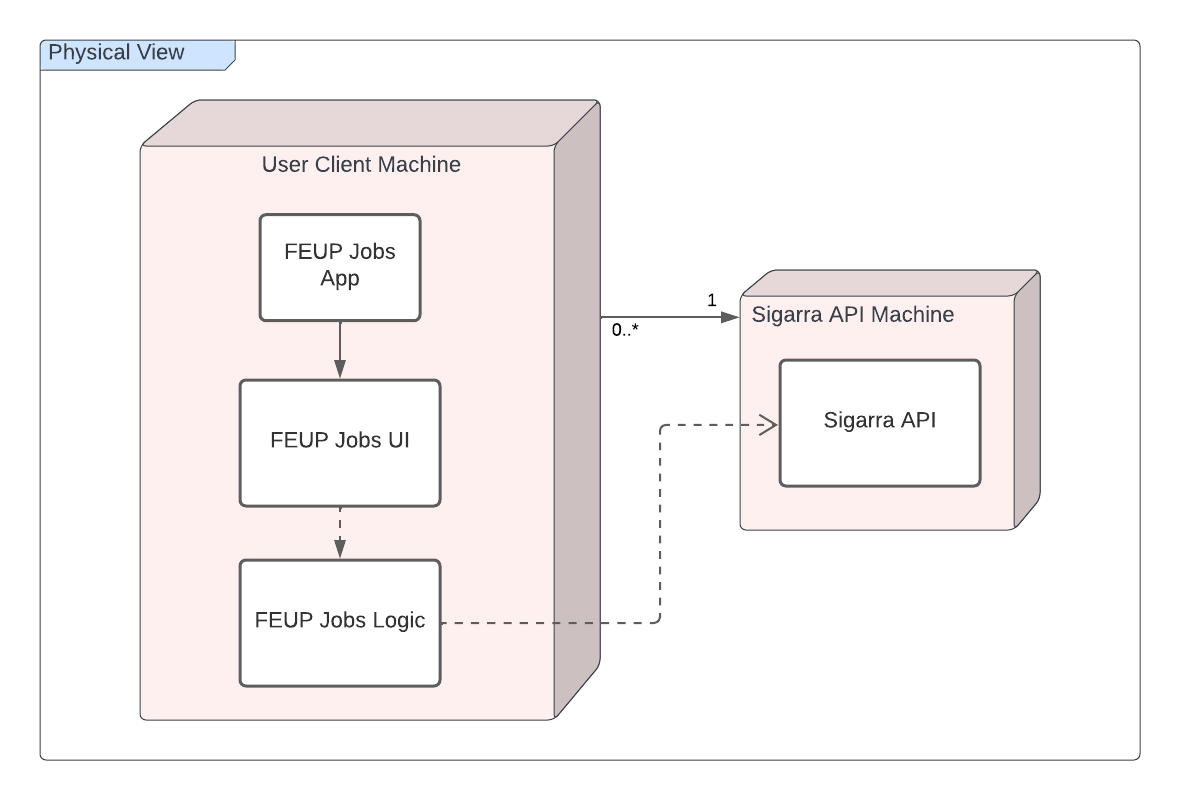 Physical View
User Client Machine
FEUP Jobs
App
FEUP Jobs UI
FEUP Jobs Logic
1
0..*
Sigarra API Machine
Sigarra API